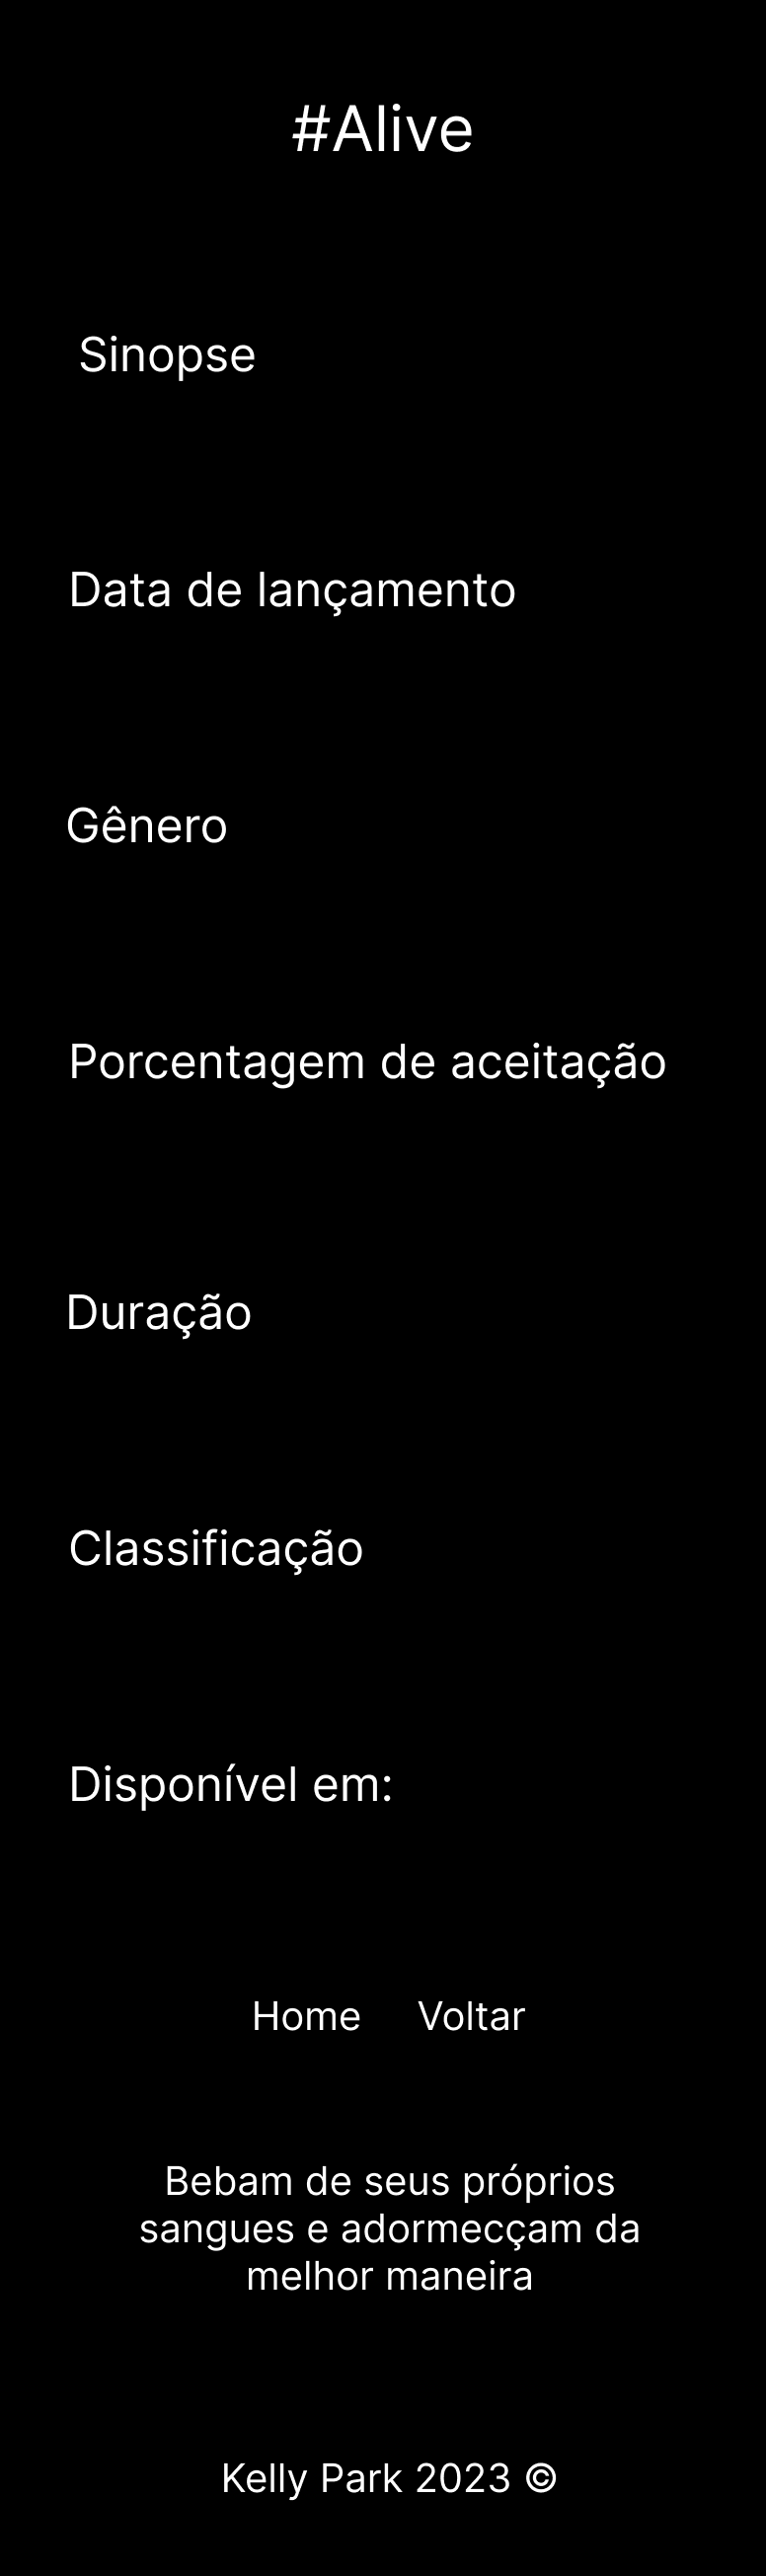 #Alive
Sinopse
Data de lançamento
Gênero
Porcentagem de aceitação
Duração
Classificação
Disponível em:
Home Voltar
Bebam de seus próprios
sangues e adormecçam da
melhor maneira
Kelly Park 2023 ©